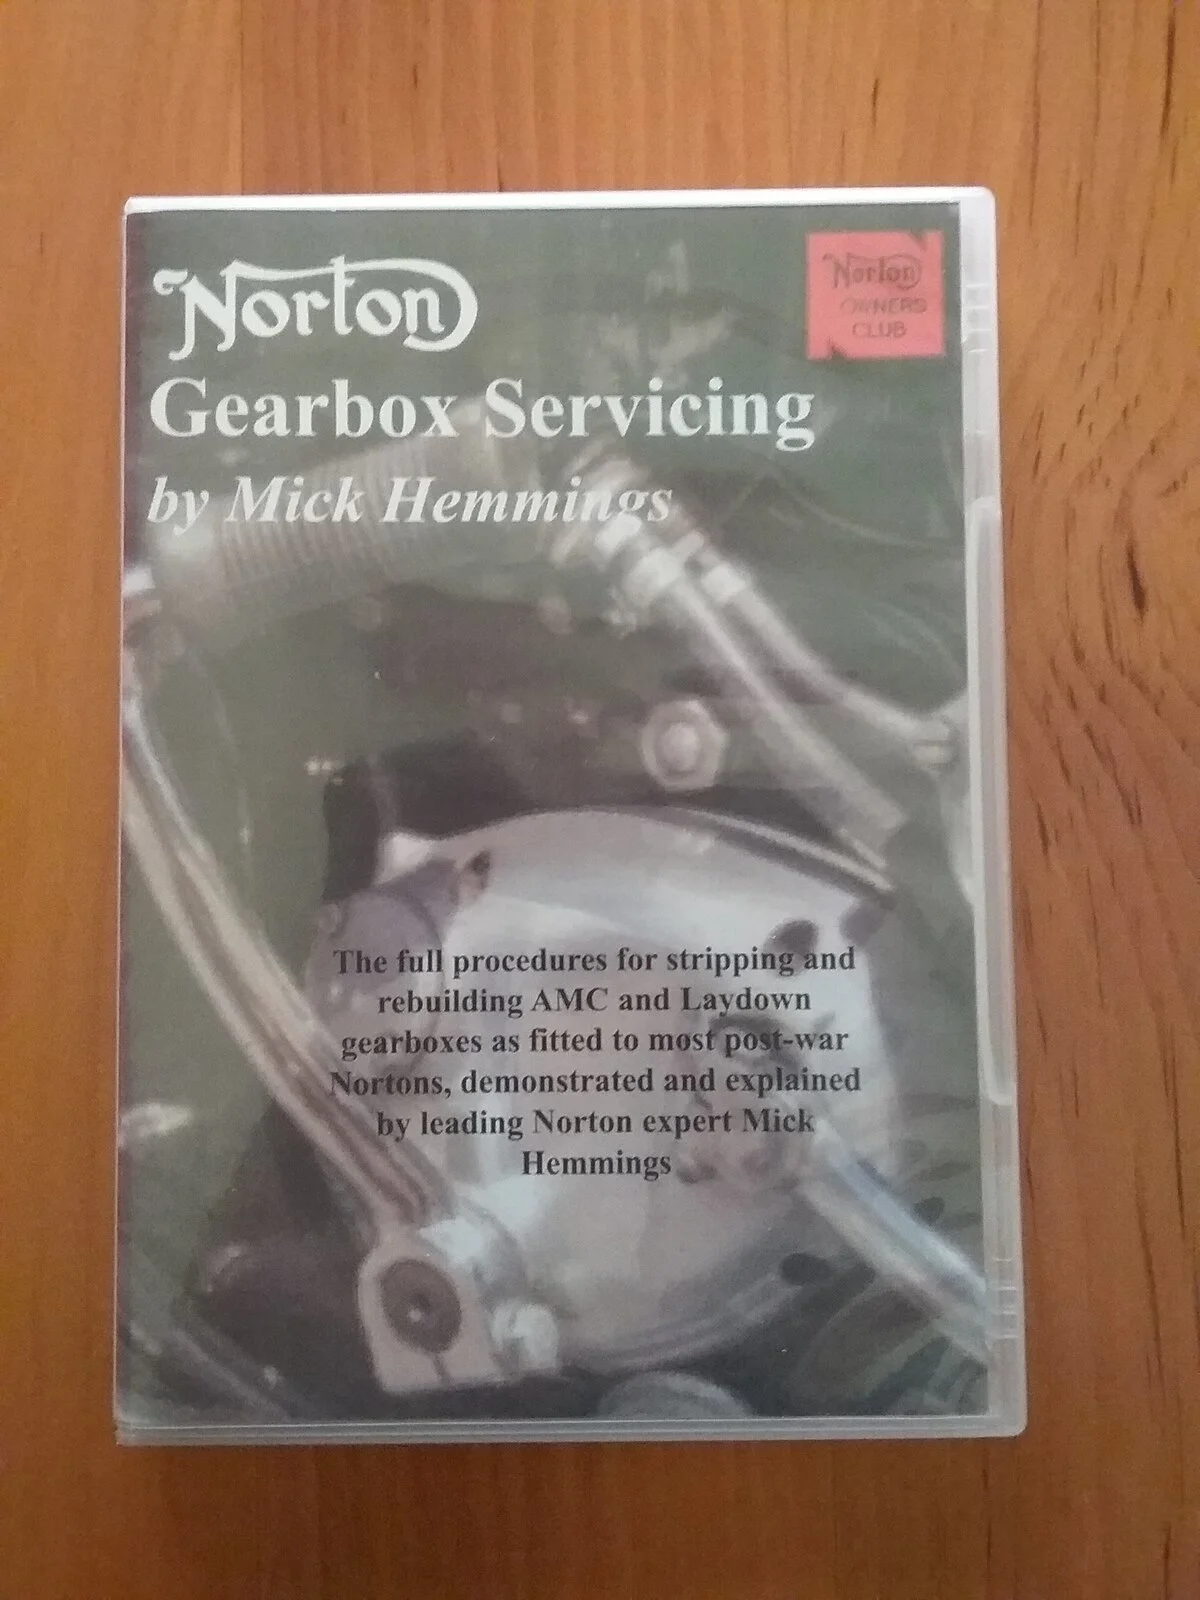 Norton
Norton
OWNERS
CLUB
Gearbox Servicing
by Mick Hemmings
The full procedures for stripping and
rebuilding AMC and Laydown
gearboxes as fitted to most post-war
Nortons, demonstrated and explained
by leading Norton expert Mick
Hemmings